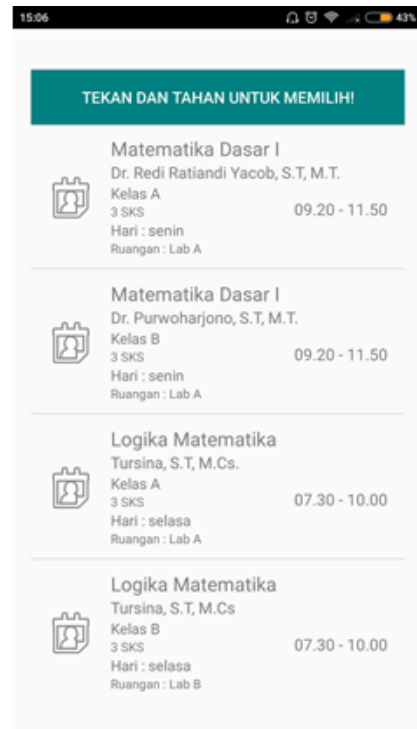 15:06
43%
TEKAN DAN TAHAN UNTUK MEMILIH!
Matematika Dasar I
Dr. Redi Ratiandi Yacob, S.T, M.T.
Kelas A
3 SKS
09.20 - 11.50
Hari : senin
Ruangan : Lab A
Matematika Dasar I
Dr. Purwoharjono, S.T, M.T.
Kelas B
3 SKS
09.20 - 11.50
Hari : senin
Ruangan : Lab A
Logika Matematika
Tursina, S.T, M.Cs.
Kelas A
3 SKS
07.30 - 10.00
Hari : selasa
Ruangan : Lab A
Logika Matematika
Tursina, S.T, M.Cs
Kelas B
3 SKS
07.30 - 10.00
Hari : selasa
Ruangan : Lab B